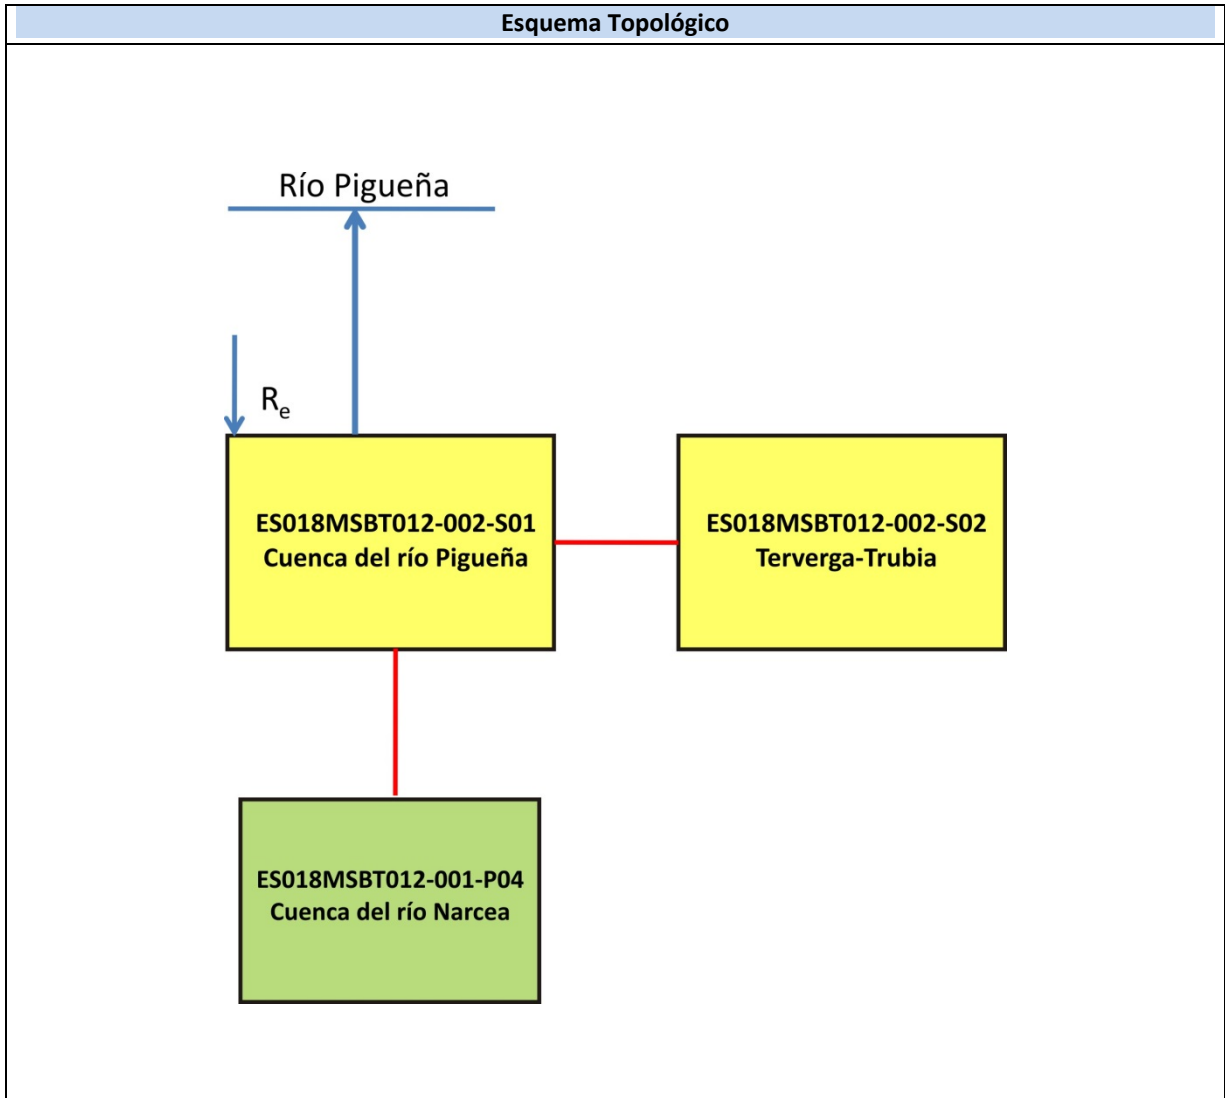 Esquema Topológico
Río Pigueña
Re
ES018MSBT012-002-S01
Cuenca del río Pigueña
ES018MSBT012-002-S02
Terverga-Trubia
ES018MSBT012-001-P04
Cuenca del río Narcea